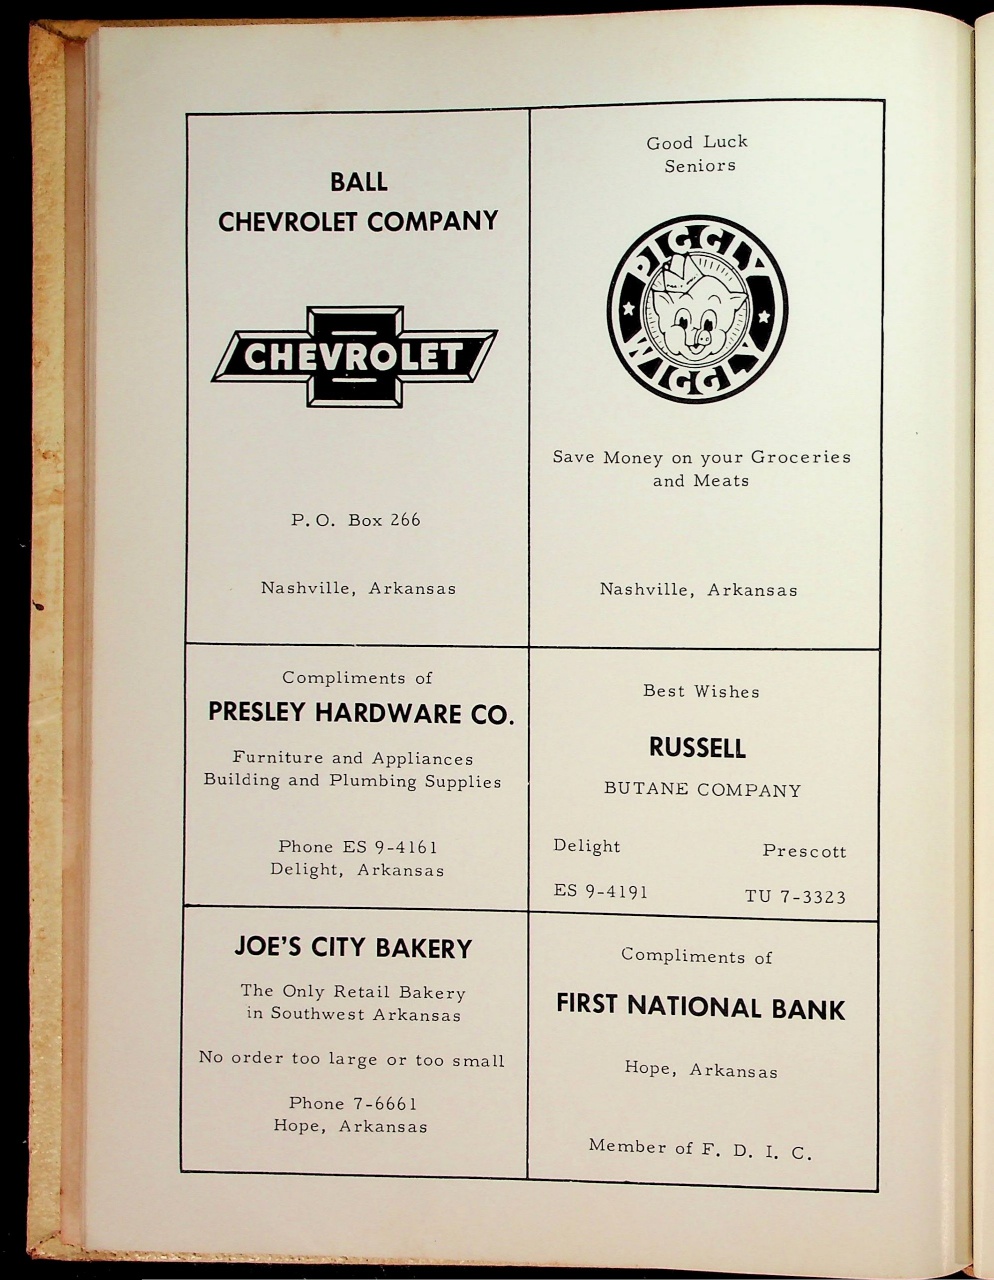 BALL
CHEVROLET COMPANY
CHEVROLET
P.O. Box 266
Nashville, Arkansas
Good Luck
Seniors
PIGGLY
WIGGLY
Save Money on your Groceries
and Meats
Nashville, Arkansas
Compliments of
PRESLEY HARDWARE CO.
Furniture and Appliances
Building and Plumbing Supplies
Phone ES 9-4161
Delight, Arkansas
Best Wishes
RUSSELL
BUTANE COMPANY
Delight Prescott
ES 9-4191 TU 7-3323
JOE'S CITY BAKERY
The Only Retail Bakery
in Southwest Arkansas
No order too large or too small
Phone 7-6661
Hope, Arkansas
Compliments of
FIRST NATIONAL BANK
Hope, Arkansas
Member of F. D. I. C.